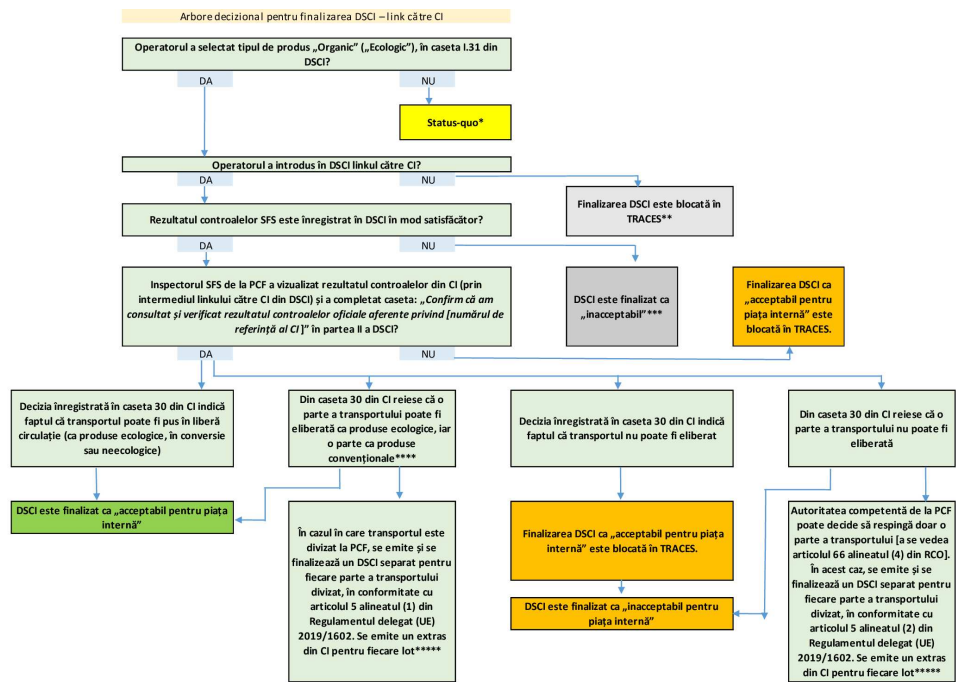 Arbore decizional pentru finalizarea DSCI – link către CI
Operatorul a selectat tipul de produs „Organic” („Ecologic”), în caseta I.31 din
DSCI?
DA
NU
Status-quo*
Operatorul a introdus în DSCI linkul către CI?
DA
NU
Finalizarea DSCI este blocată în
TRACES**
Rezultatul controalelor SFS este înregistrat în DSCI în mod satisfăcător?
DA
NU
DSCI este finalizat ca
„inacceptabil”***
Inspectorul SFS de la PCF a vizualizat rezultatul controalelor din CI (prin
intermediul linkului către CI din DSCI) și a completat caseta: „Confirm că am
consultat și verificat rezultatul controalelor oficiale aferente privind [numărul de
referință al CI]” în partea II a DSCI?
DA
NU
Finalizarea DSCI ca
„acceptabil pentru
piața internă” este
blocată în TRACES.
Decizia înregistrată în caseta 30 din CI indică
faptul că transportul poate fi pus în liberă
circulație (ca produse ecologice, în conversie
sau neecologice)
Din caseta 30 din CI reiese că o
parte a transportului poate fi
eliberată ca produse ecologice, iar
o parte ca produse
convenționale****
Decizia înregistrată în caseta 30 din CI indică
faptul că transportul nu poate fi eliberat
Din caseta 30 din CI reiese că o
parte a transportului nu poate fi
eliberată
DSCI este finalizat ca „acceptabil pentru piața
internă”
În cazul în care transportul este
divizat la PCF, se emite și se
finalizează un DSCI separat pentru
fiecare parte a transportului
divizat, în conformitate cu
articolul 5 alineatul (1) din
Regulamentul delegat (UE)
2019/1602. Se emite un extras
din CI pentru fiecare lot*****
Finalizarea DSCI ca „acceptabil pentru piața
internă” este blocată în TRACES.
DSCI este finalizat ca „inacceptabil pentru
piața internă”
Autoritatea competentă de la PCF
poate decide să respingă doar o
parte a transportului [a se vedea
articolul 66 alineatul (4) din RCO].
În acest caz, se emite și se
finalizează un DSCI separat pentru
fiecare parte a transportului
divizat, în conformitate cu
articolul 5 alineatul (2) din
Regulamentul delegat (UE)
2019/1602. Se emite un extras
din CI pentru fiecare lot*****